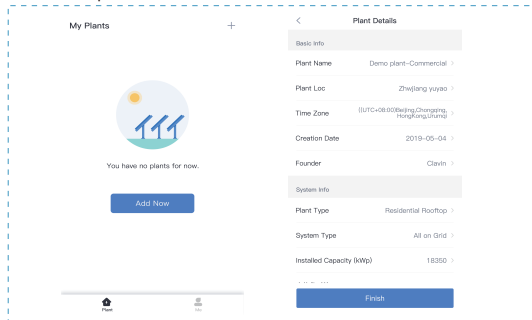 My Plants
+
You have no plants for now.
Add Now
Plant
Me
Plant Details
Basic Info
Plant Name Demo plant-Commercial
Plant Loc Zhwjiang yuyao
Time Zone ((UTC+08:00)Beijing,Chongqing,
HongKong,Urumqi
Creation Date 2019-05-04
Founder Clavin
System Info
Plant Type Residential Rooftop
System Type All on Grid
Installed Capacity (kWp) 18350
Finish